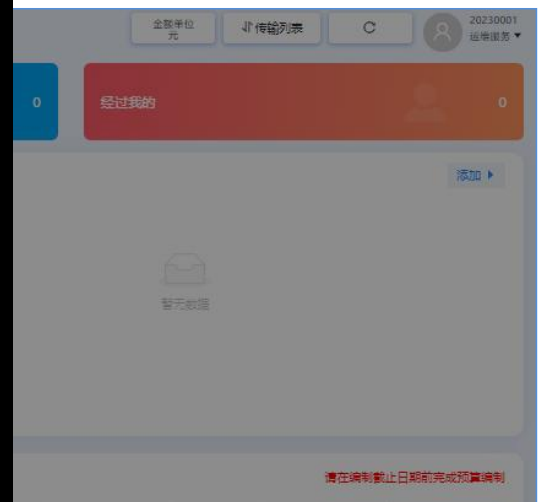 金额单位
元
传输列表
20230001
运维服务
0
经过我的
0
添加
暂无数据
请在编制截止日期前完成预算编制